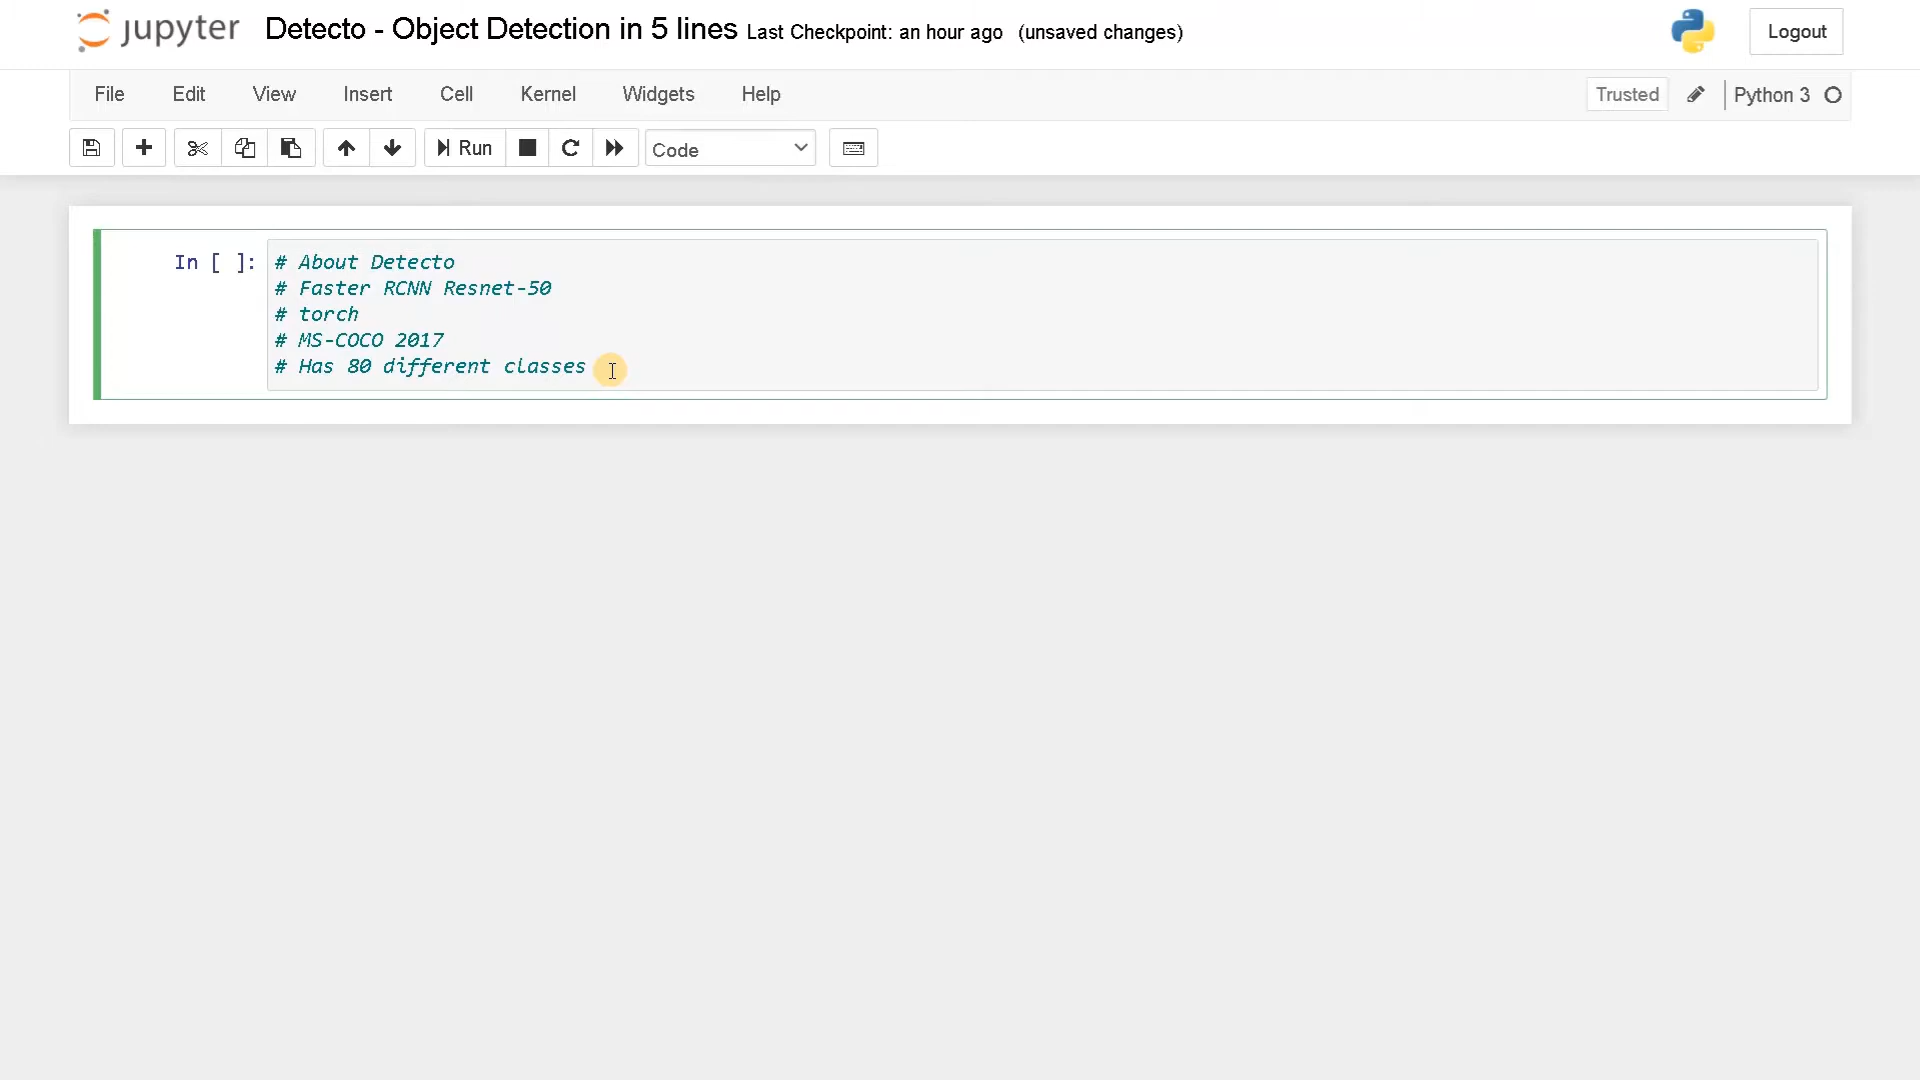 jupyter Detecto - Object Detection in 5 lines Last Checkpoint: an hour ago (unsaved changes) Logout
File Edit View Insert Cell Kernel Widgets Help Trusted Python 3
Run Code
In [ ]: # About Detecto
# Faster RCNN Resnet-50
# torch
# MS-COCO 2017
# Has 80 different classes